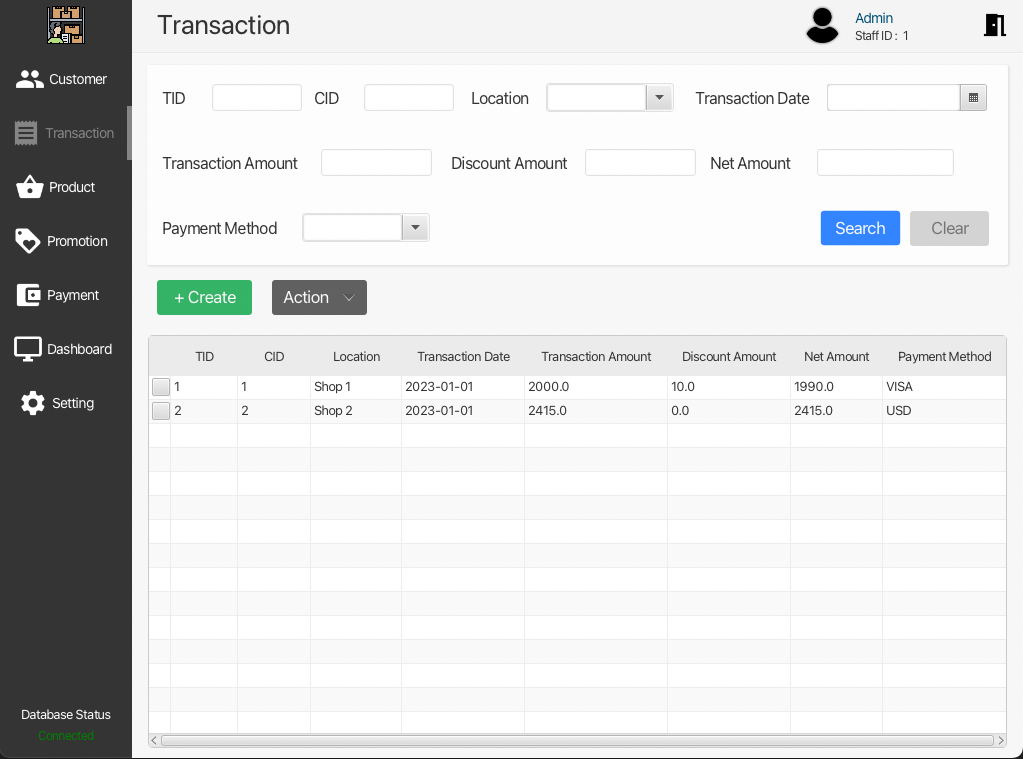 Transaction
Admin
Staff ID : 1
Customer
Transaction
Product
Promotion
Payment
Dashboard
Setting
Database Status
Connected
TID CID Location Transaction Date
Transaction Amount Discount Amount Net Amount
Payment Method Search Clear
+ Create Action
TID CID Location Transaction Date Transaction Amount Discount Amount Net Amount Payment Method
1 1 Shop 1 2023-01-01 2000.0 10.0 1990.0 VISA
2 2 Shop 2 2023-01-01 2415.0 0.0 2415.0 USD